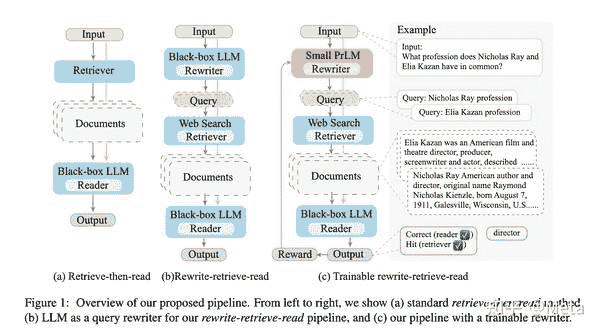 Input
Retriever
Documents
Black-box LLM
Reader
Output
(a) Retrieve-then-read
Input
Black-box LLM
Rewriter
Query
Web Search
Retriever
Documents
Black-box LLM
Reader
Output
(b)Rewrite-retrieve-read
Input
Small PrLM
Rewriter
Query
Web Search
Retriever
Documents
Black-box LLM
Reader
Reward
Output
(c) Trainable rewrite-retrieve-read
Example
Input:
What profession does Nicholas Ray and
Elia Kazan have in common?
Query: Nicholas Ray profession
Query: Elia Kazan profession
Elia Kazan was an American film and
theatre director, producer,
screenwriter and actor, described ......
Nicholas Ray American author and
director, original name Raymond
Nicholas Kienzle, born August 7,
1911, Galesville, Wisconsin, U.S......
Correct (reader ✅)
Hit (retriever ✅)
director
Figure 1: Overview of our proposed pipeline. From left to right, we show (a) standard retrieve-then-read method,
(b) LLM as a query rewriter for our rewrite-retrieve-read pipeline, and (c) our pipeline with a trainable rewriter.
知乎 @Meta